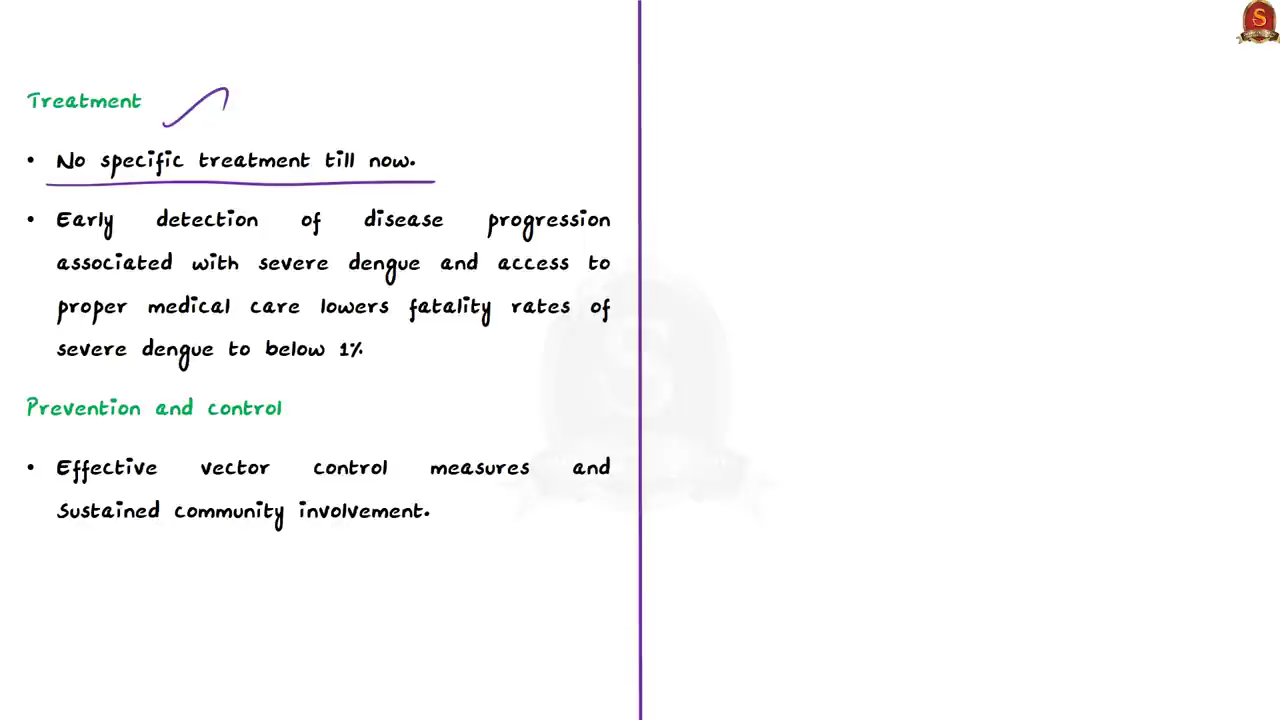 Treatment
• No specific treatment till now.
• Early detection of disease progression
associated with severe dengue and access to
proper medical care lowers fatality rates of
severe dengue to below 1%
Prevention and control
• Effective vector control measures and
Sustained community involvement.
S